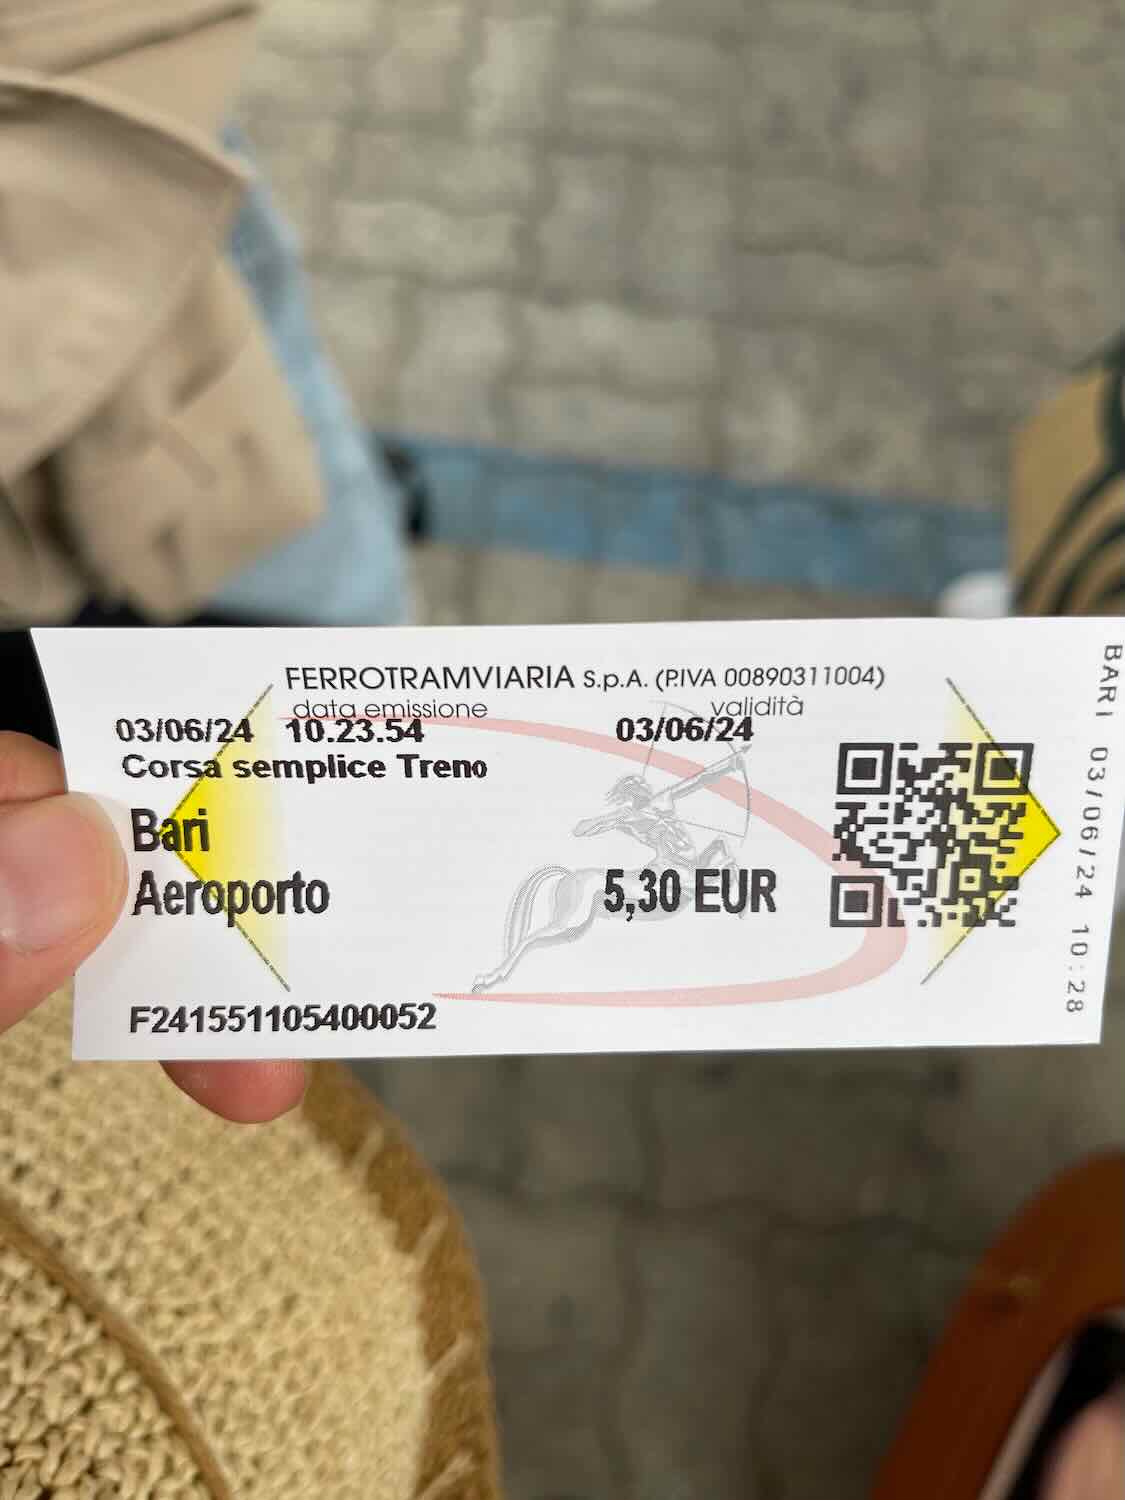 FERROTRAMVIARIA S.p.A. (P.IVA 00890311004)
data emissione validità
03/06/24 10.23.54 03/06/24
Corsa semplice Treno
Bari
Aeroporto 5,30 EUR
F241551105400052
BARI 03/06/24 10:28